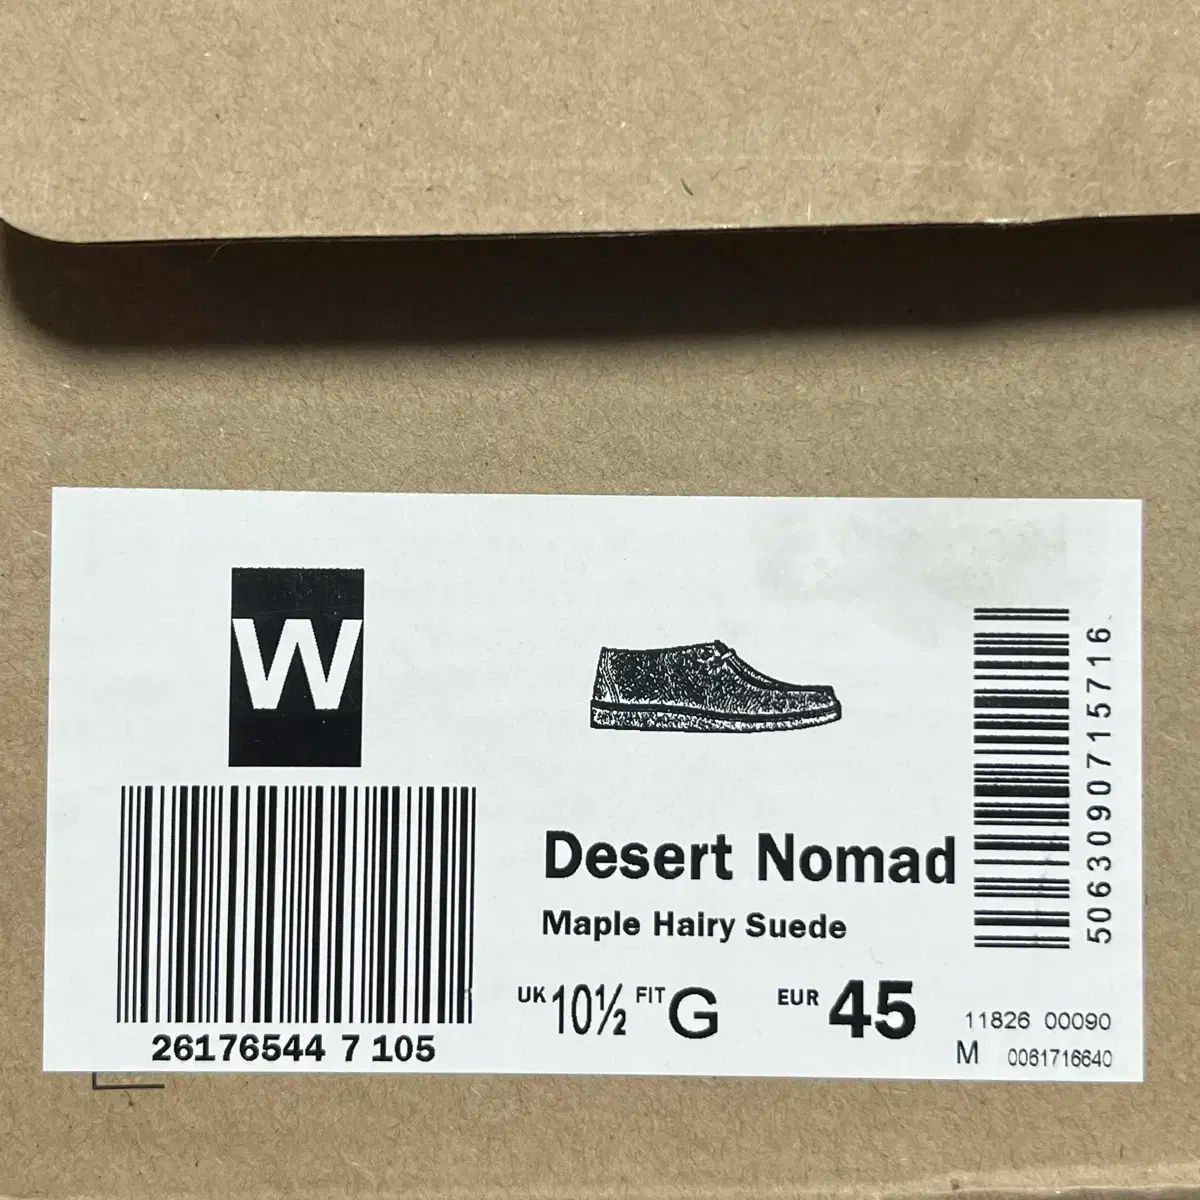 W
26176544 7 105
Desert Nomad
Maple Hairy Suede
UK 10½ FIT G EUR 45
5063090715716
11826 00090
M 0061716640